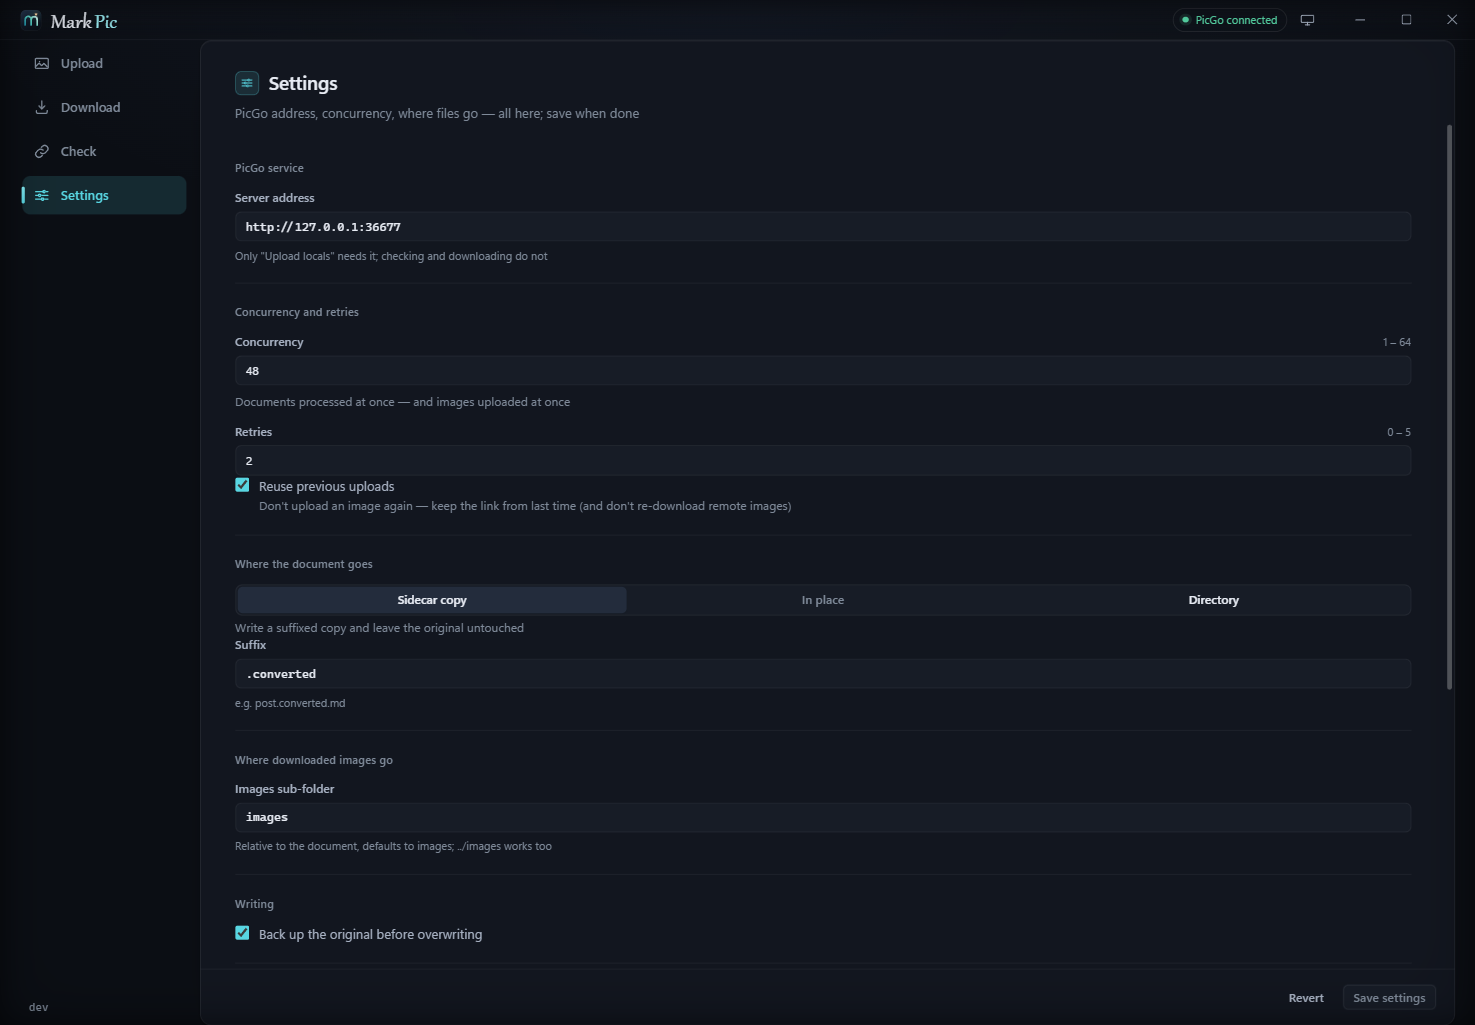 Mark Pic
PicGo connected
Upload
Download
Check
Settings
dev
Settings
PicGo address, concurrency, where files go — all here; save when done
PicGo service
Server address
http://127.0.0.1:36677
Only "Upload locals" needs it; checking and downloading do not
Concurrency and retries
Concurrency
1 – 64
48
Documents processed at once — and images uploaded at once
Retries
0 – 5
2
Reuse previous uploads
Don't upload an image again — keep the link from last time (and don't re-download remote images)
Where the document goes
Sidecar copy
In place
Directory
Write a suffixed copy and leave the original untouched
Suffix
.converted
e.g. post.converted.md
Where downloaded images go
Images sub-folder
images
Relative to the document, defaults to images; ../images works too
Writing
Back up the original before overwriting
Revert
Save settings